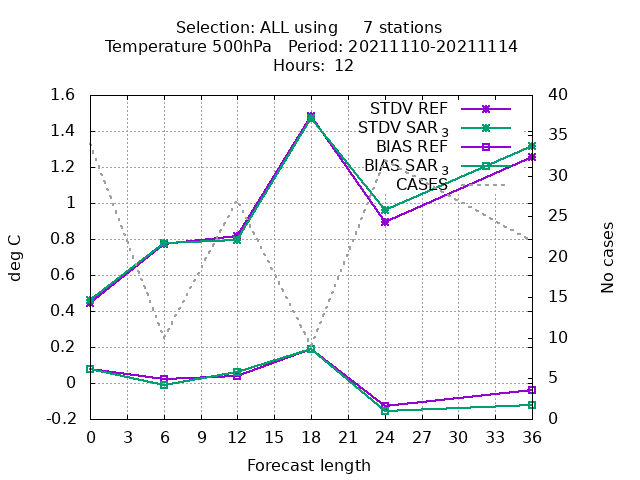 Selection: ALL using     7 stations
Temperature 500hPa   Period: 20211110-20211114
Hours: 12
1.6
1.4
1.2
1
0.8
0.6
0.4
0.2
0
-0.2
deg C
40
35
30
25
20
15
10
5
0
No cases
STDV REF
STDV SAR 3
BIAS REF
BIAS SAR 3
CASES
0 3 6 9 12 15 18 21 24 27 30 33 36
Forecast length